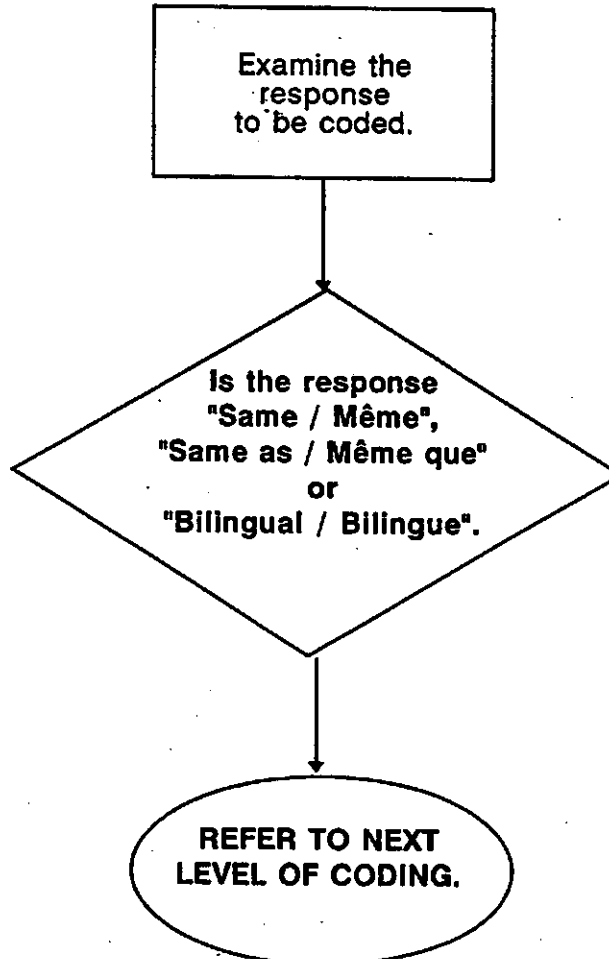 Examine the
response
to be coded.
Is the response
"Same / Même",
"Same as / Même que"
or
"Bilingual / Bilingue".
REFER TO NEXT
LEVEL OF CODING.